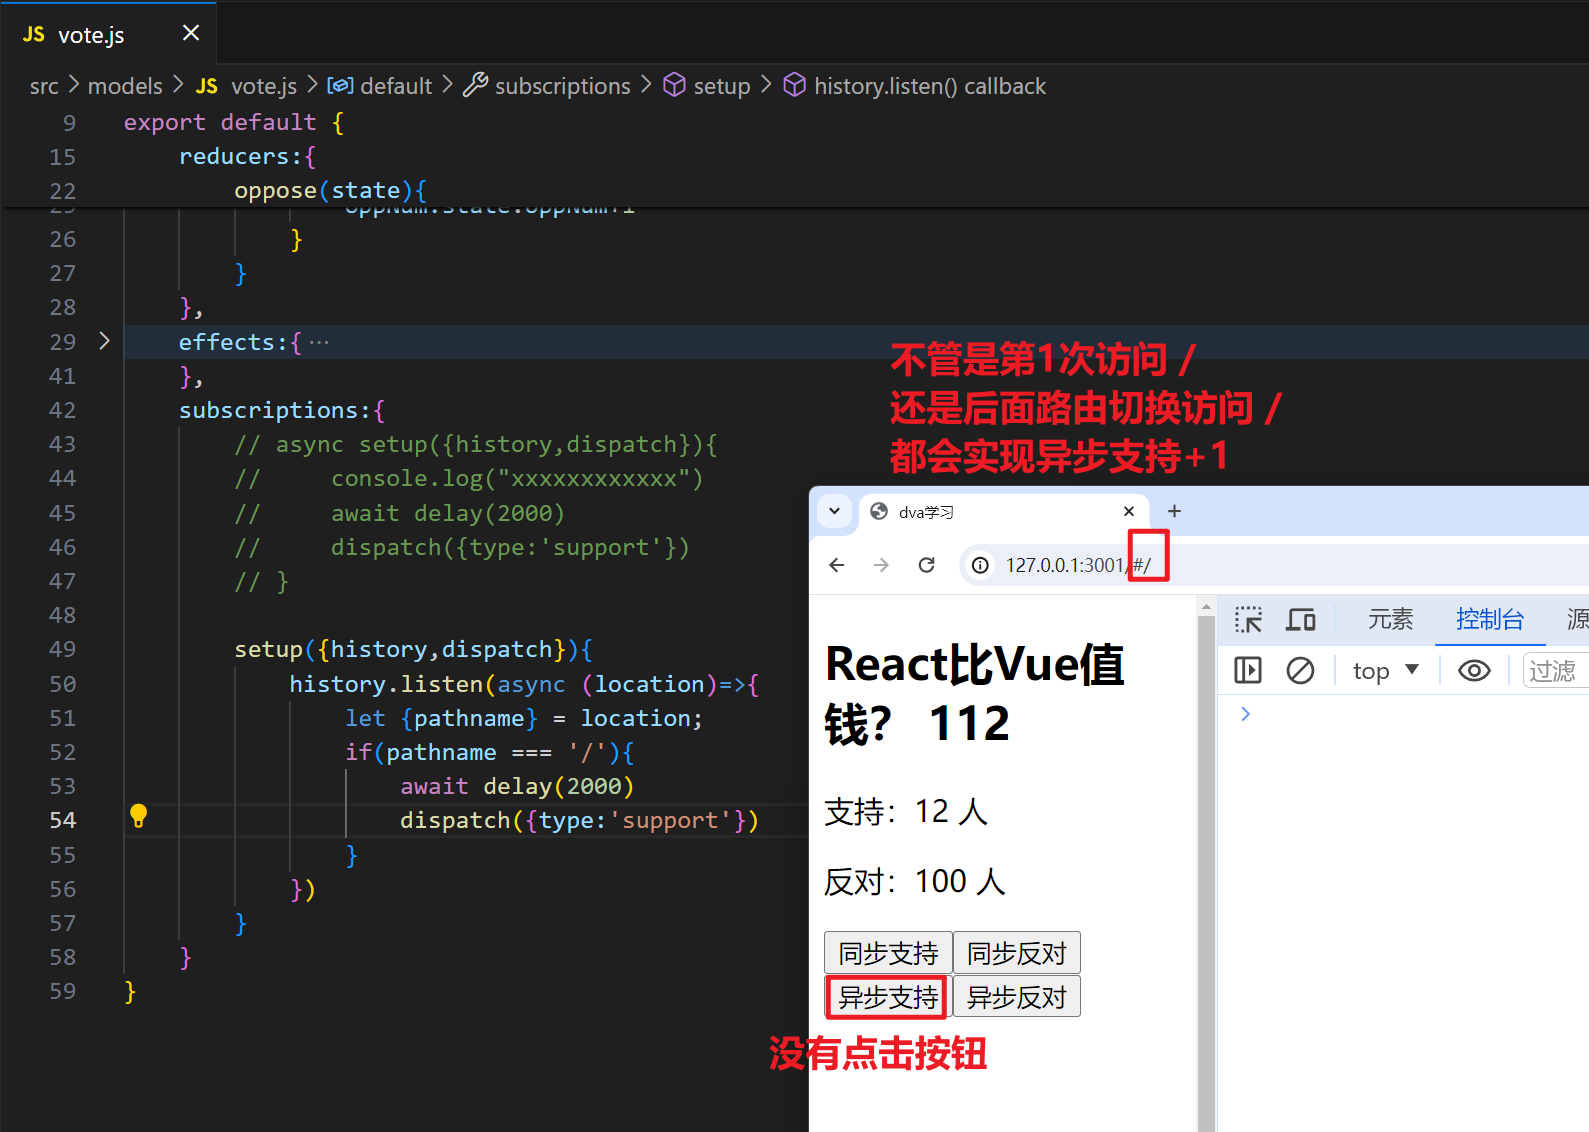 JS vote.js ×
src > models > JS vote.js > default > subscriptions > setup > history.listen() callback
9 export default {
15 reducers:{
22 oppose(state){
25 oppNum:state.oppNum+1
26 }
27 }
28 },
29 effects:{ ···
41 },
42 subscriptions:{
43 // async setup({history,dispatch}){
44 // console.log("xxxxxxxxxxxx")
45 // await delay(2000)
46 // dispatch({type:'support'})
47 // }
48
49 setup({history,dispatch}){
50 history.listen(async (location)=>{
51 let {pathname} = location;
52 if(pathname === '/'){
53 await delay(2000)
54 dispatch({type:'support'})
55 }
56 })
57 }
58 }
59 }
不管是第1次访问 /
还是后面路由切换访问 /
都会实现异步支持+1
dva学习
127.0.0.1:3001/#/
React比Vue值
钱? 112
支持：12 人
反对：100 人
同步支持 同步反对
异步支持 异步反对
没有点击按钮
元素 控制台 源
top 过滤